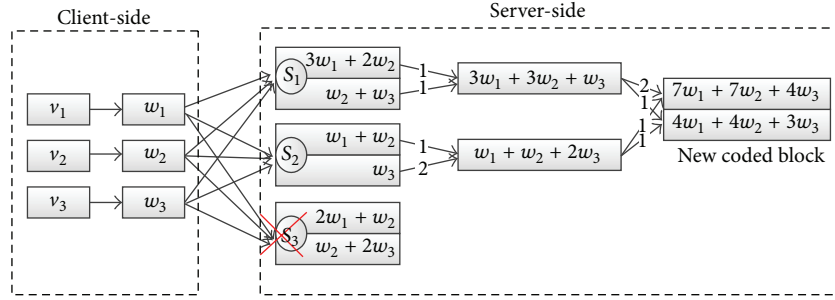 Client-side
Server-side
v1
w1
v2
w2
v3
w3
S1
3w1 + 2w2
w2 + w3
S2
w1 + w2
w3
S3
2w1 + w2
w2 + 2w3
1
1
1
2
3w1 + 3w2 + w3
w1 + w2 + 2w3
2
1
1
1
7w1 + 7w2 + 4w3
4w1 + 4w2 + 3w3
New coded block